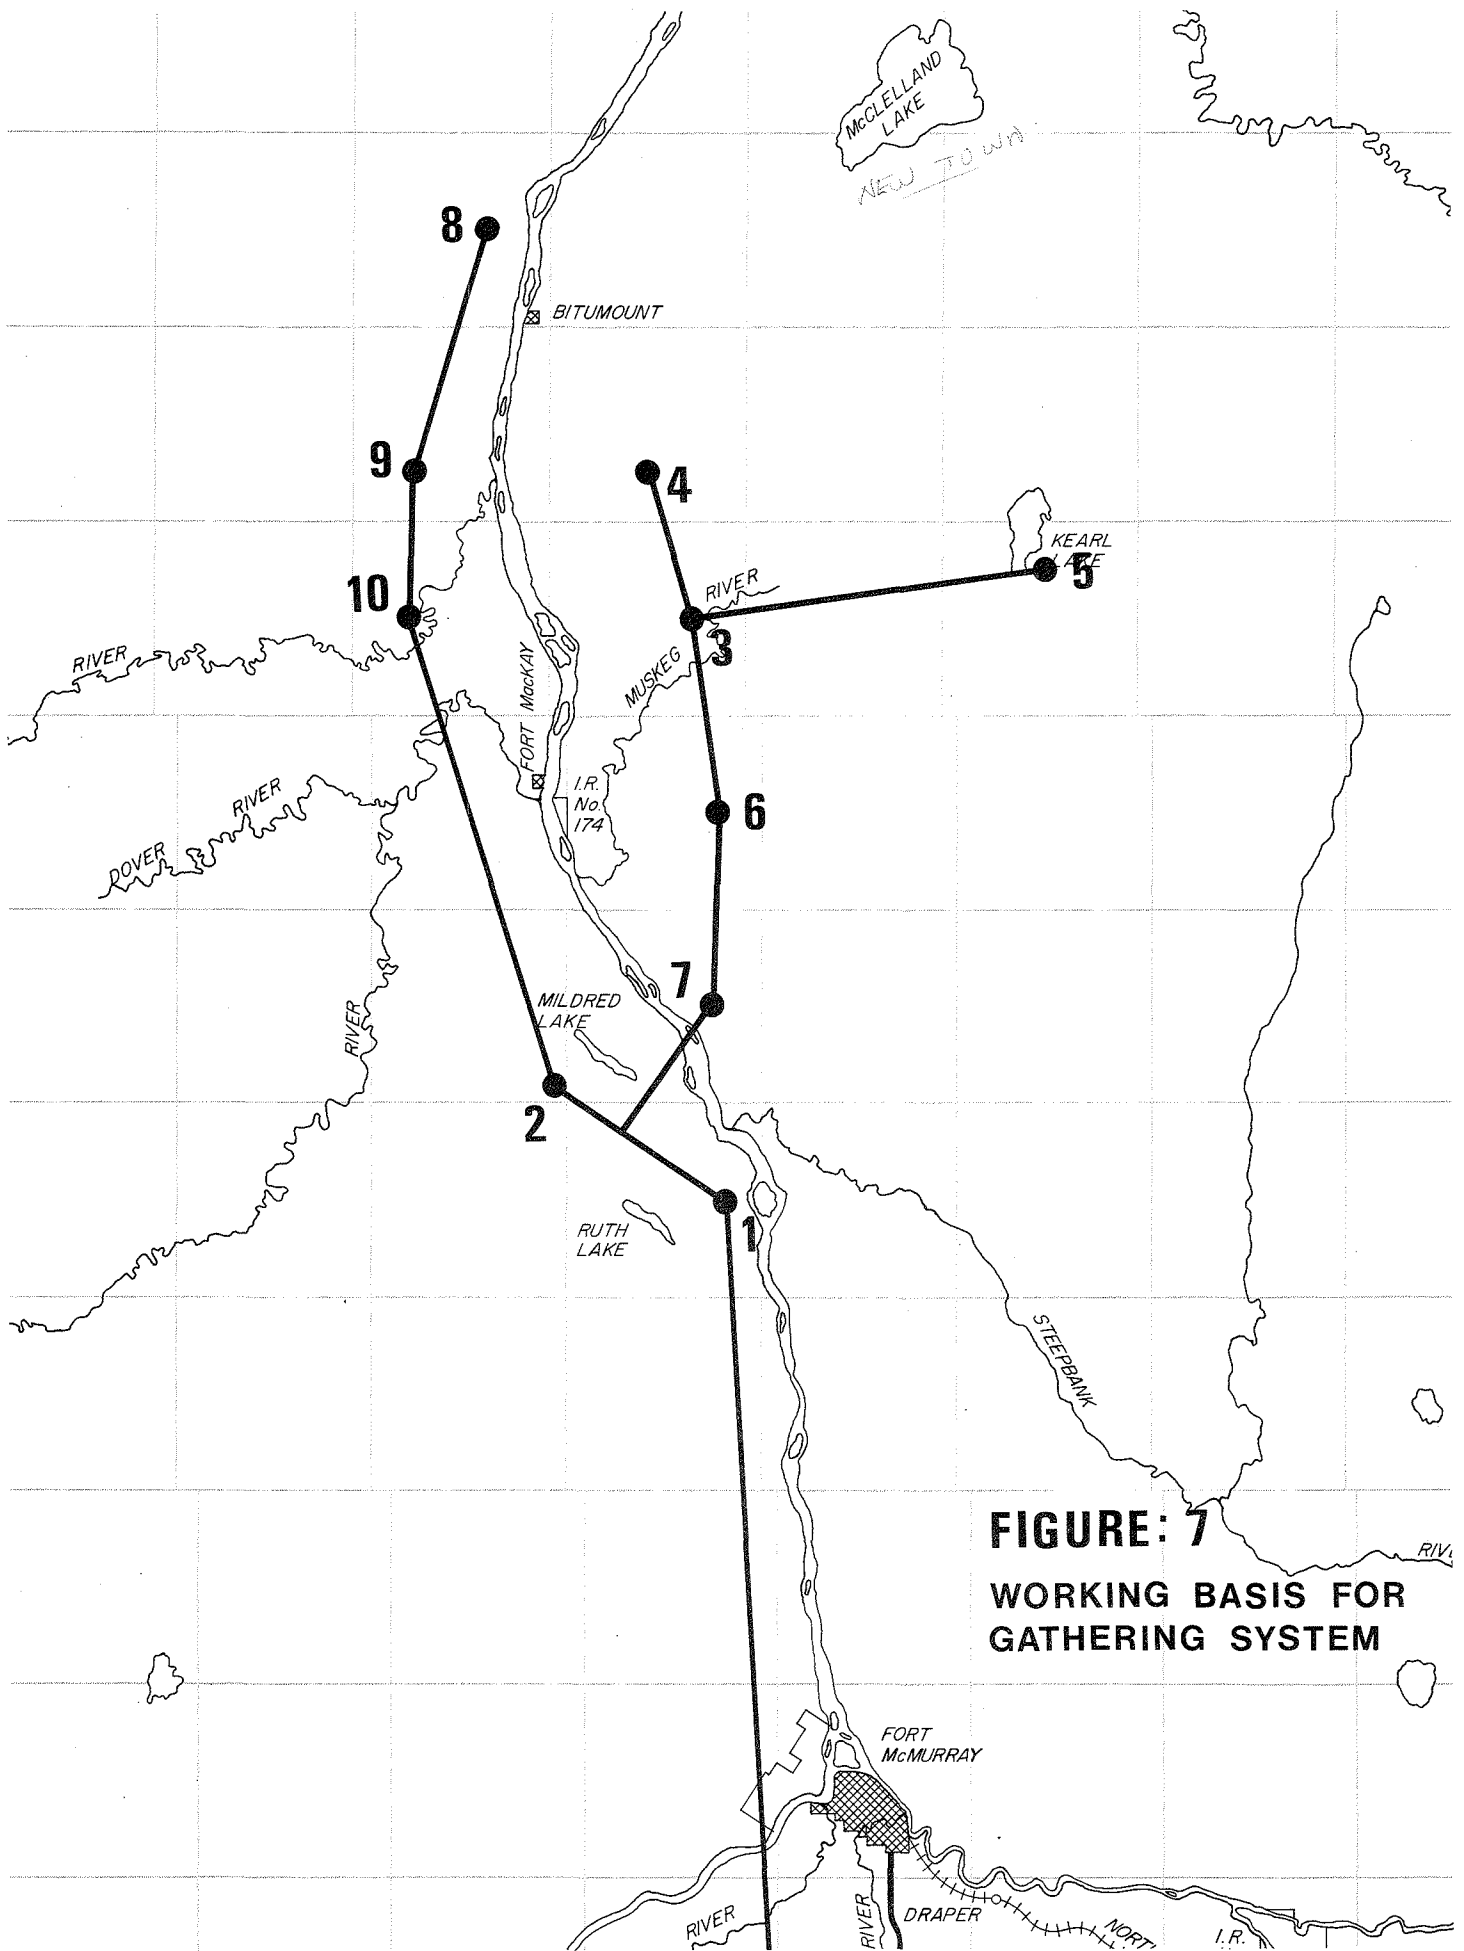 McCLELLAND
LAKE
NEW TOWN
8
BITUMOUNT
9
4
KEARL
LAKE
5
10
RIVER
3
MUSKEG
RIVER
FORT MacKAY
I.R.
No.
174
6
RIVER
DOVER
7
MILDRED
LAKE
RIVER
2
1
RUTH
LAKE
STEEPBANK
FIGURE: 7
RIVE
WORKING BASIS FOR
GATHERING SYSTEM
FORT
McMURRAY
RIVER
RIVER
DRAPER
NORT
I.R.